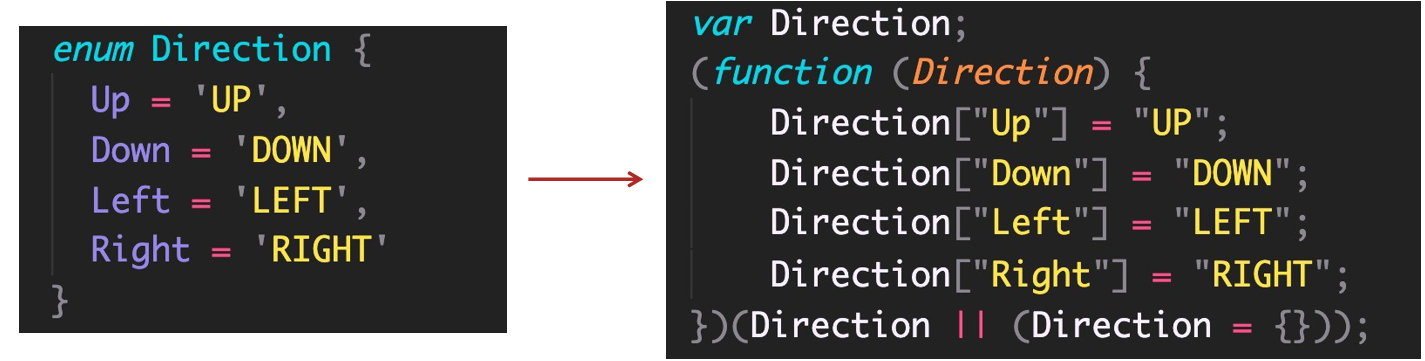 enum Direction {
Up = 'UP',
Down = 'DOWN',
Left = 'LEFT',
Right = 'RIGHT'
}
var Direction;
(function (Direction) {
Direction["Up"] = "UP";
Direction["Down"] = "DOWN";
Direction["Left"] = "LEFT";
Direction["Right"] = "RIGHT";
})(Direction || (Direction = {}));